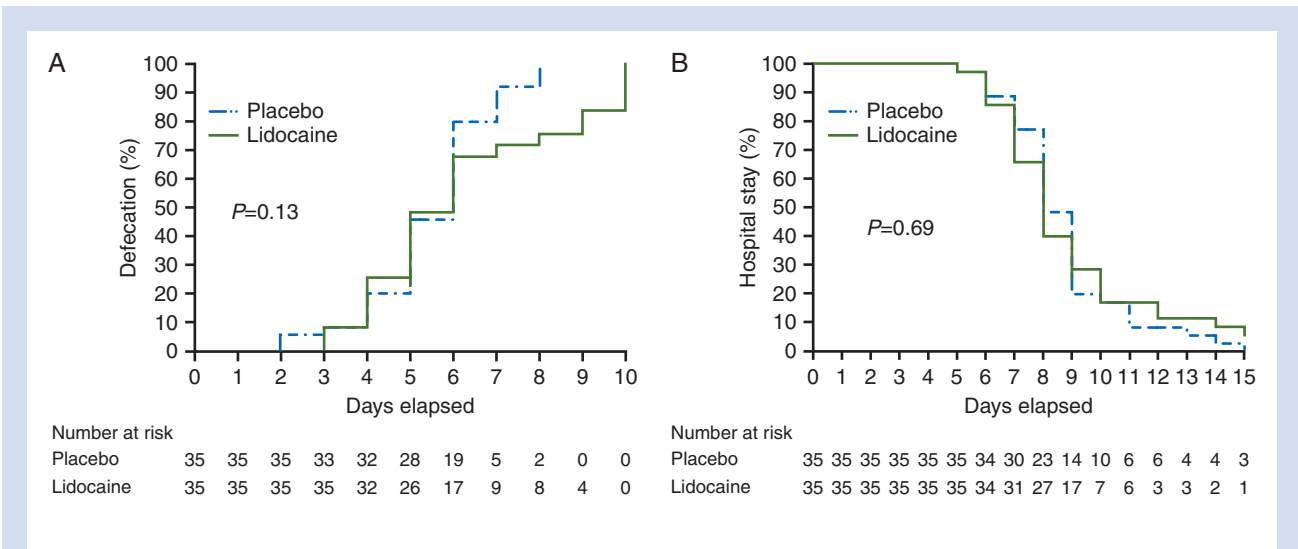 A
100
90
80
70
60
50
40
30
20
10
0
Defecation (%)
Placebo
Lidocaine
P=0.13
0 1 2 3 4 5 6 7 8 9 10
Days elapsed
Number at risk
Placebo 35 35 35 33 32 28 19 5 2 0 0
Lidocaine 35 35 35 35 32 26 17 9 8 4 0
B
100
90
80
70
60
50
40
30
20
10
0
Hospital stay (%)
Placebo
Lidocaine
P=0.69
0 1 2 3 4 5 6 7 8 9 10 11 12 13 14 15
Days elapsed
Number at risk
Placebo 35 35 35 35 35 35 34 30 23 14 10 6 6 4 4 3
Lidocaine 35 35 35 35 35 35 34 31 27 17 7 6 3 3 2 1